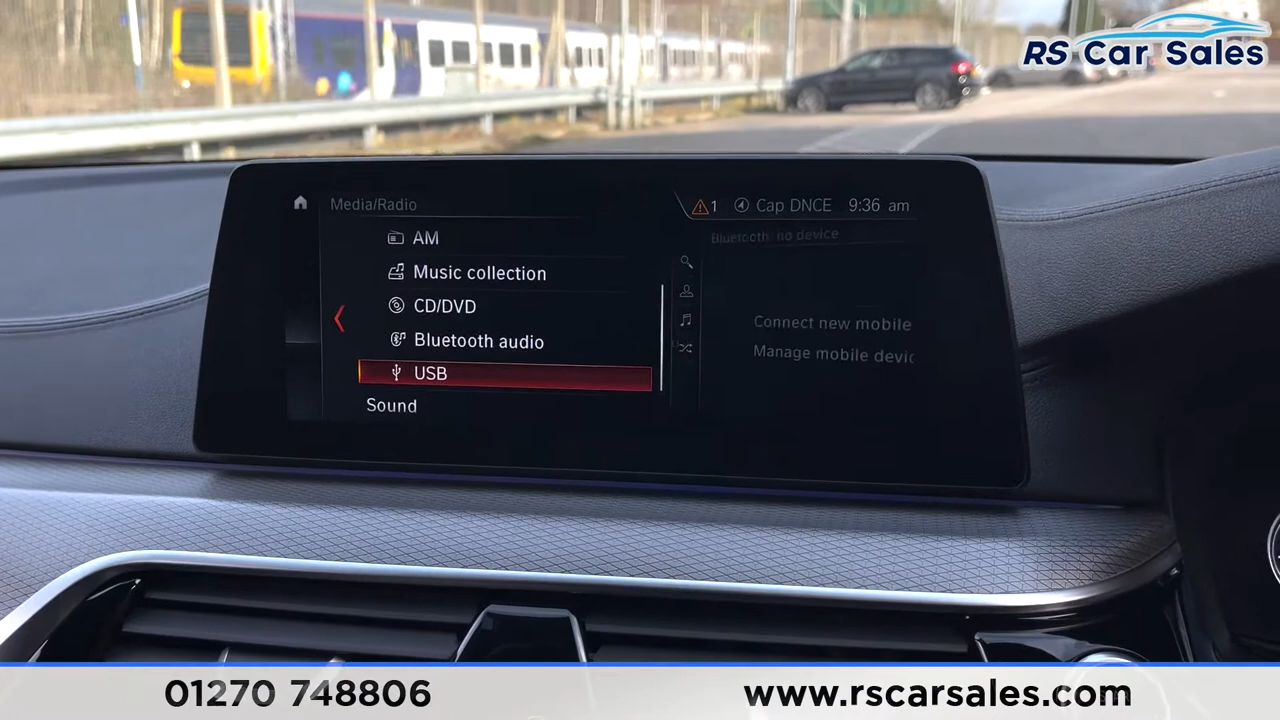 RS Car Sales
Media/Radio
1 Cap DNCE 9:36 am
AM
Music collection
CD/DVD
Bluetooth audio
USB
Sound
Bluetooth: no device
Connect new mobile
Manage mobile devic
01270 748806
www.rscarsales.com